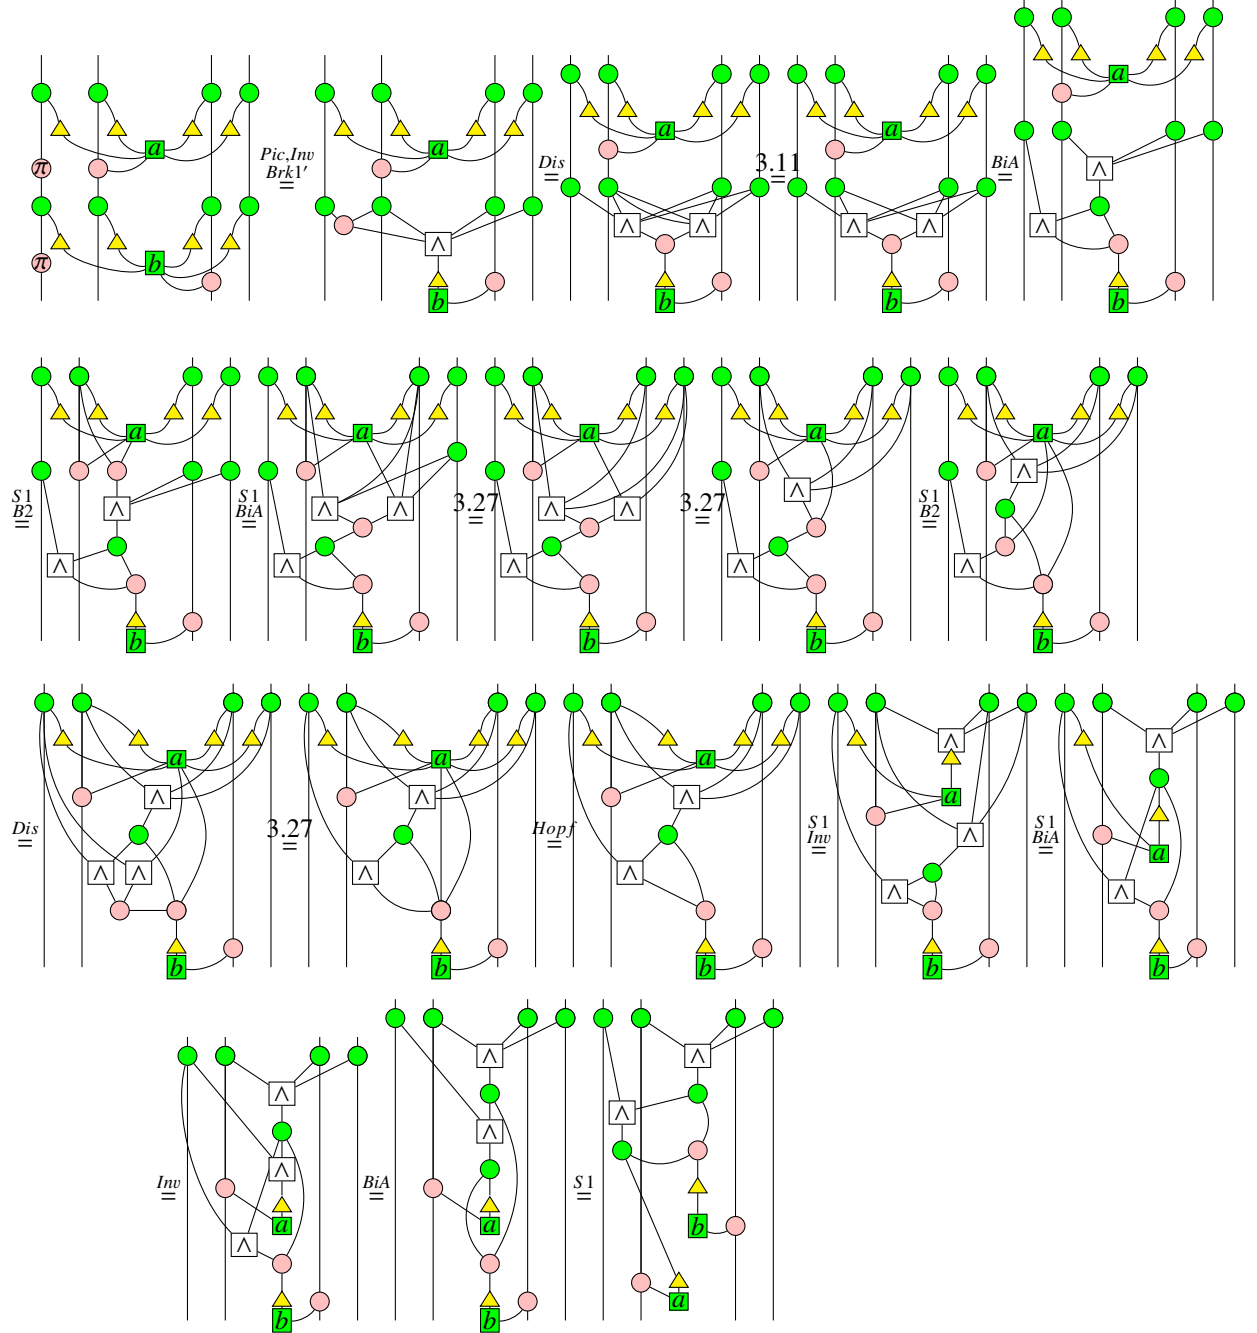 a a a a a
π Pic,Inv Brk1′ = Dis = 3.11 = BiA =
∧ ∧ ∧ ∧ ∧ ∧ ∧
π b b b b b
a a a a a
S1 B2 = S1 BiA = 3.27 = 3.27 = S1 B2 =
∧ ∧ ∧ ∧ ∧ ∧ ∧ ∧
∧ ∧ ∧ ∧ ∧
b b b b b
∧ ∧
a a a a a
∧ ∧ ∧
Dis = 3.27 = Hopf = S1 Inv = S1 BiA =
∧ ∧ ∧ ∧ ∧ ∧
b b b b b
∧ ∧ ∧
∧ ∧ ∧
Inv = BiA = S1 =
a a b
∧
b b a